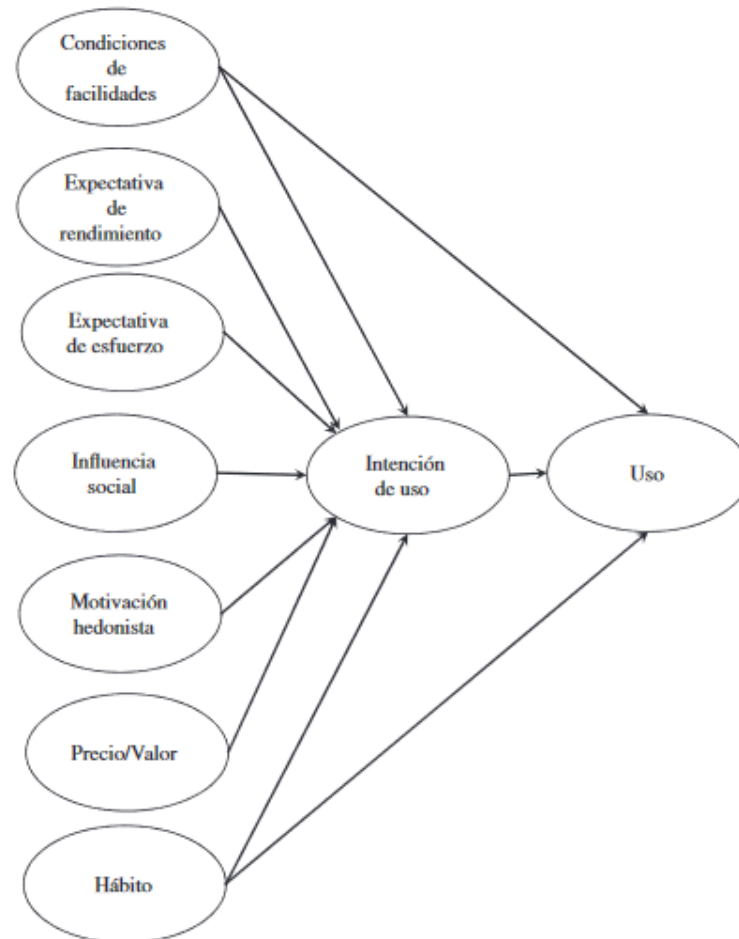 Condiciones
de
facilidades
Expectativa
de
rendimiento
Expectativa
de esfuerzo
Influencia
social
Intención
de uso
Uso
Motivación
hedonista
Precio/Valor
Hábito